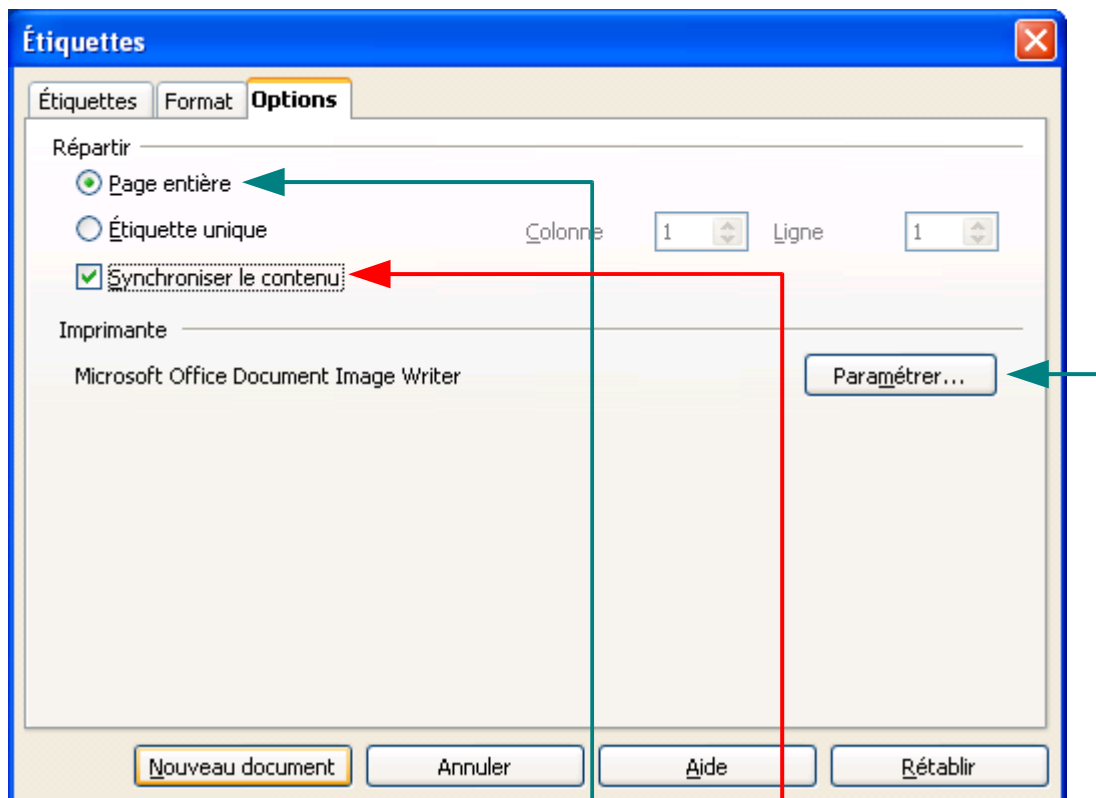 Étiquettes
Étiquettes Format Options
Répartir
Page entière
Étiquette unique Colonne 1 Ligne 1
Synchroniser le contenu
Imprimante
Microsoft Office Document Image Writer Paramétrer...
Nouveau document Annuler Aide Rétablir